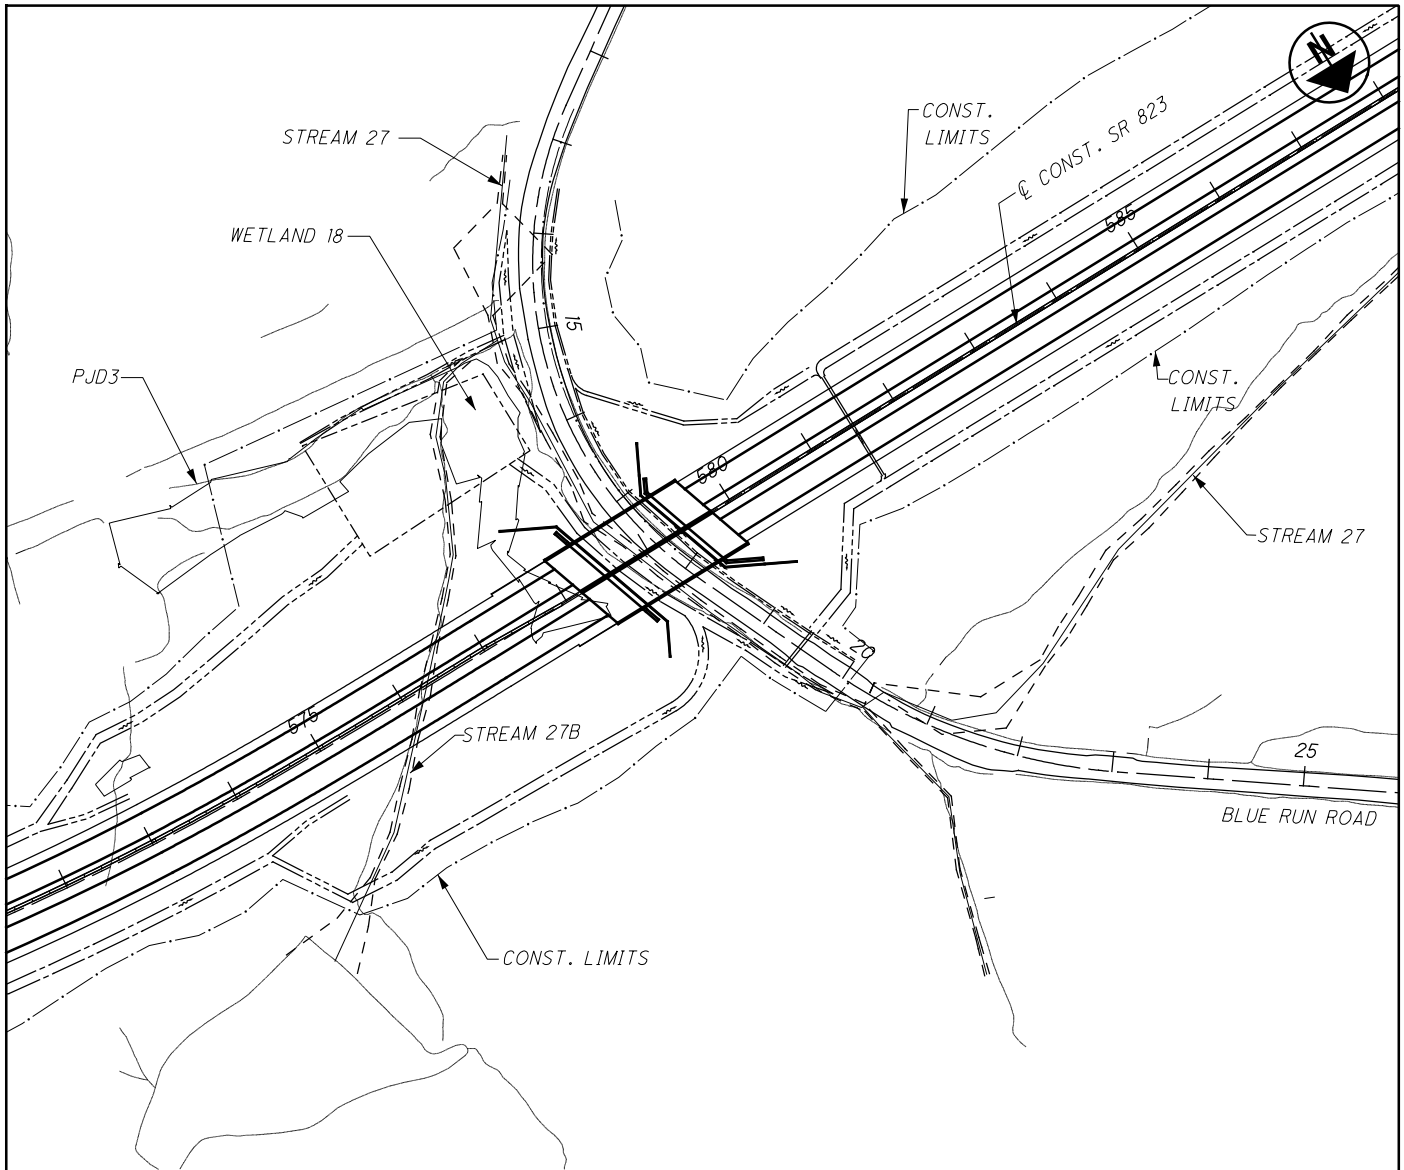 N
CONST.
LIMITS
℄ CONST. SR 823
STREAM 27
585
WETLAND 18
15
PJD3
CONST.
LIMITS
580
STREAM 27
20
575
STREAM 27B
25
BLUE RUN ROAD
CONST. LIMITS